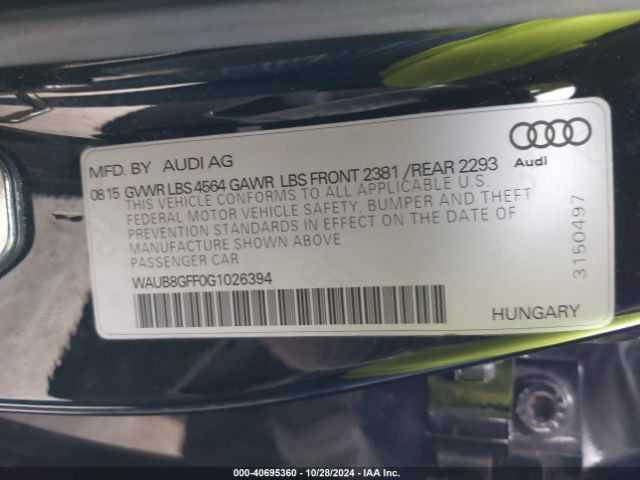 MFD. BY AUDI AG
08 15 GVWR LBS 4564 GAWR LBS FRONT 2381 /REAR 2293
THIS VEHICLE CONFORMS TO ALL APPLICABLE U.S.
FEDERAL MOTOR VEHICLE SAFETY, BUMPER AND THEFT
PREVENTION STANDARDS IN EFFECT ON THE DATE OF
MANUFACTURE SHOWN ABOVE
PASSENGER CAR
WAUB8GFF0G1026394
Audi
3150497
HUNGARY
000-40695360 - 10/28/2024 - IAA